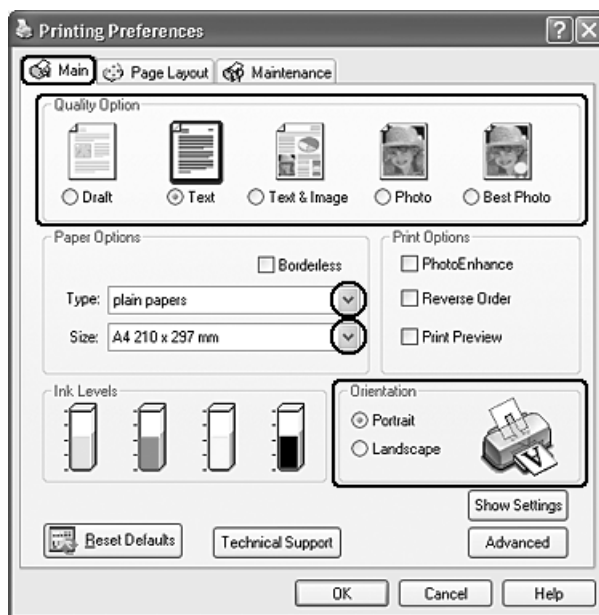 Printing Preferences
Main Page Layout Maintenance
Quality Option
Draft Text Text & Image Photo Best Photo
Paper Options
Borderless
Type: plain papers
Size: A4 210 x 297 mm
Print Options
PhotoEnhance
Reverse Order
Print Preview
Ink Levels
Orientation
Portrait
Landscape
A
Show Settings
Reset Defaults Technical Support Advanced
OK Cancel Help